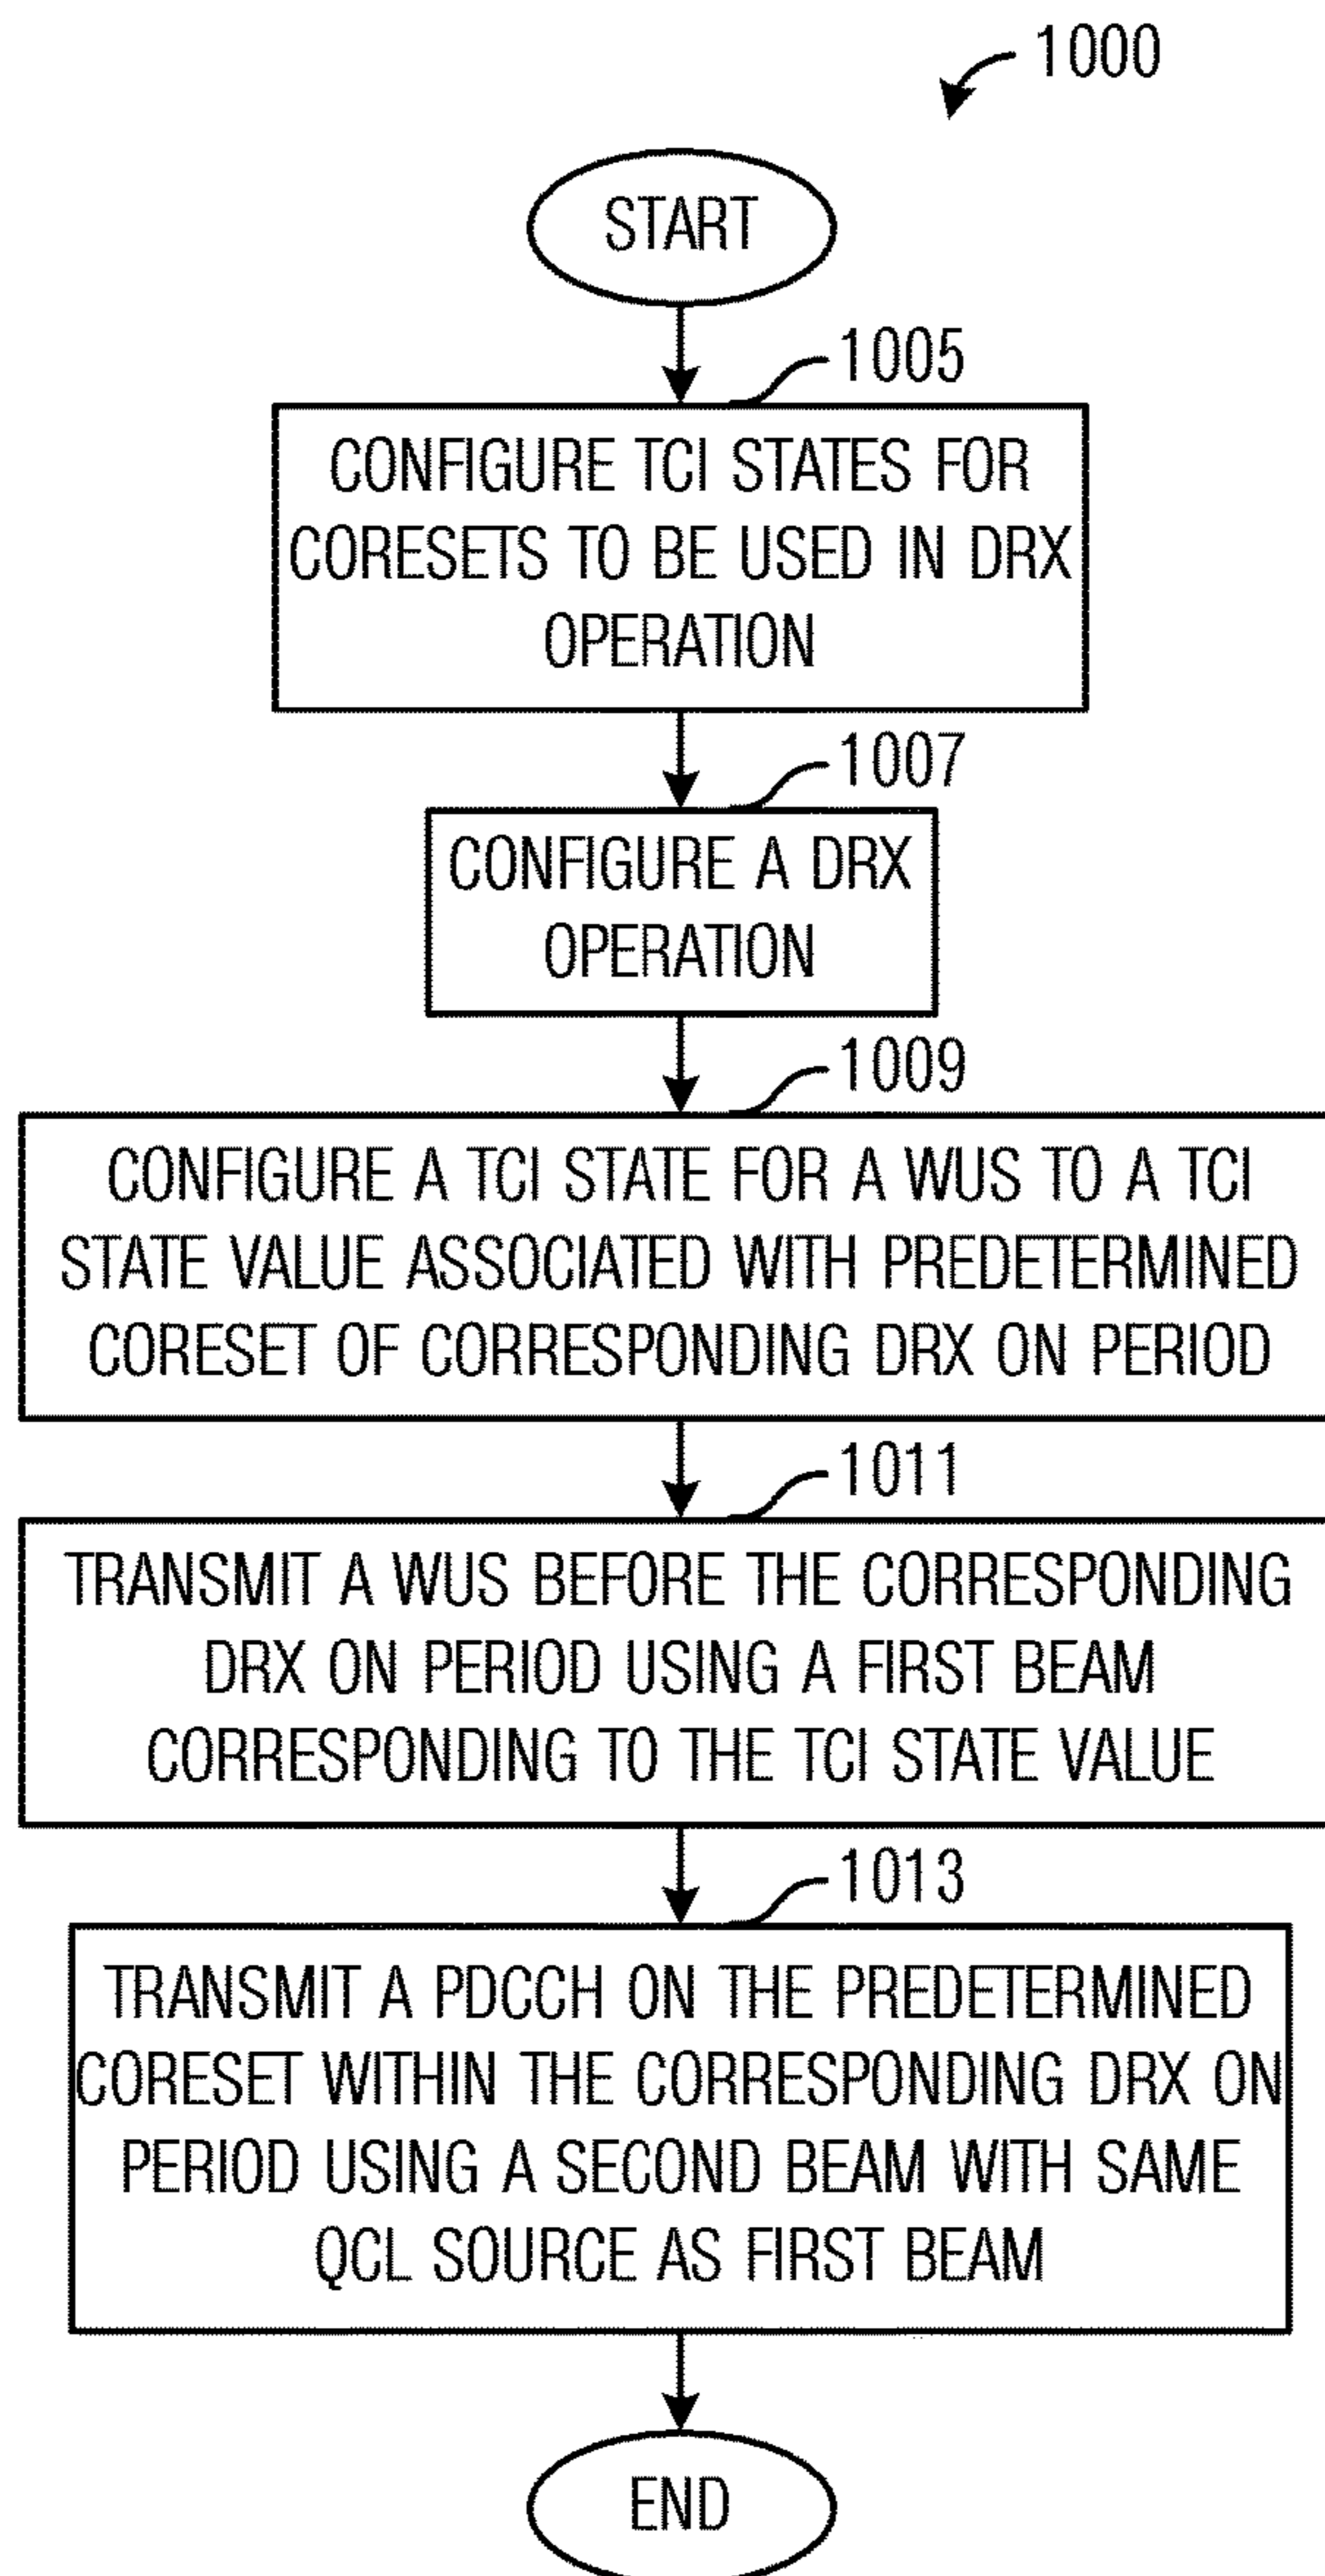 1000
START
1005
CONFIGURE TCI STATES FOR
CORESETS TO BE USED IN DRX
OPERATION
1007
CONFIGURE A DRX
OPERATION
1009
CONFIGURE A TCI STATE FOR A WUS TO A TCI
STATE VALUE ASSOCIATED WITH PREDETERMINED
CORESET OF CORRESPONDING DRX ON PERIOD
1011
TRANSMIT A WUS BEFORE THE CORRESPONDING
DRX ON PERIOD USING A FIRST BEAM
CORRESPONDING TO THE TCI STATE VALUE
1013
TRANSMIT A PDCCH ON THE PREDETERMINED
CORESET WITHIN THE CORRESPONDING DRX ON
PERIOD USING A SECOND BEAM WITH SAME
QCL SOURCE AS FIRST BEAM
END